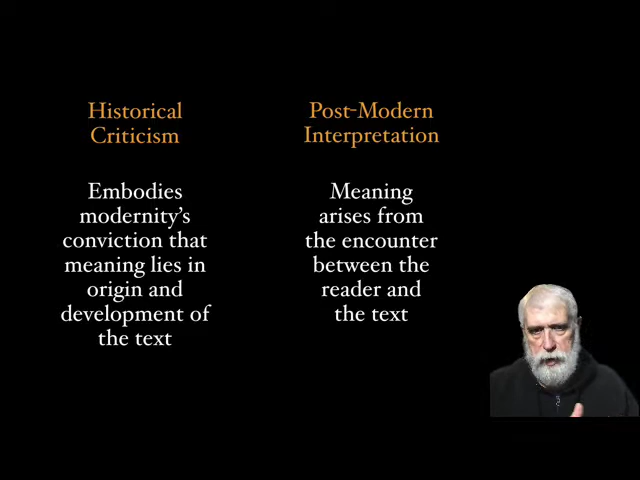 Historical
Criticism
Embodies
modernity's
conviction that
meaning lies in
origin and
development of
the text
Post-Modern
Interpretation
Meaning
arises from
the encounter
between the
reader and
the text